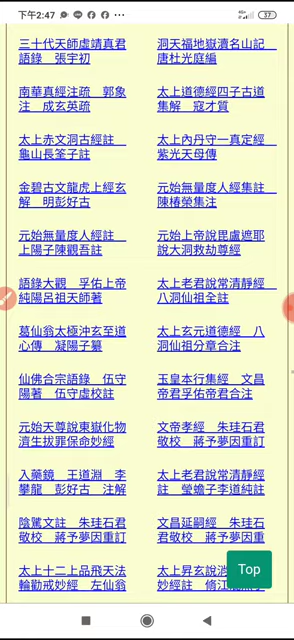 下午2:47
4G+
37
三十代天師虛靖真君
語錄 張宇初
洞天福地嶽瀆名山記
唐杜光庭編
南華真經注疏 郭象
注 成玄英疏
太上道德經四子古道
集解 寇才質
太上赤文洞古經註
龜山長筌子註
太上內丹守一真定經
紫光天母傳
金碧古文龍虎上經玄
解 明彭好古
元始無量度人經集註
陳椿榮集注
元始無量度人經註
上陽子陳觀吾註
元始上帝說毘盧遮耶
說大洞救劫尊經
語錄大觀 孚佑上帝
純陽呂祖天師著
太上老君說常清靜經
八洞仙祖全註
葛仙翁太極沖玄至道
心傳 凝陽子纂
太上玄元道德經 八
洞仙祖分章合注
仙佛合宗語錄 伍守
陽著 伍守虛校註
玉皇本行集經 文昌
帝君孚佑帝君合注
元始天尊說東嶽化物
濟生拔罪保命妙經
文帝孝經 朱珪石君
敬校 蔣予夢因重訂
入藥鏡 王道淵 李
攀龍 彭好古 注解
太上老君說常清靜經
註 瑩蟾子李道純註
陰騭文註 朱珪石君
敬校 蔣予夢因重訂
文昌延嗣經 朱珪石
君敬校 蔣予夢因重
太上十二上品飛天法
輪勸戒妙經 左仙翁
太上昇玄說消
妙經註
Top